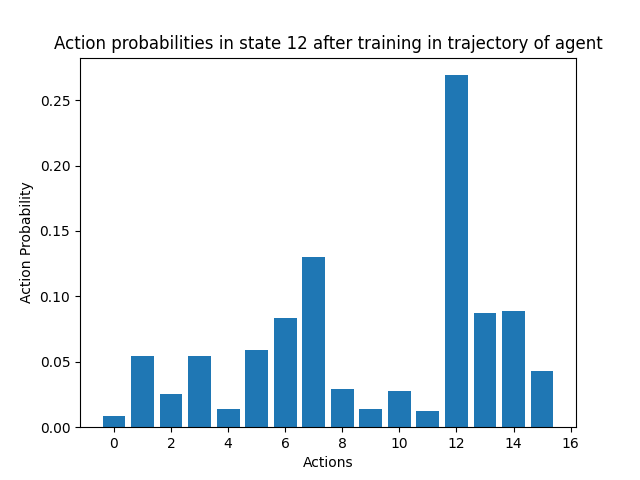 Action probabilities in state 12 after training in trajectory of agent
0.25
0.20
0.15
0.10
0.05
0.00
Action Probability
0 2 4 6 8 10 12 14 16
Actions